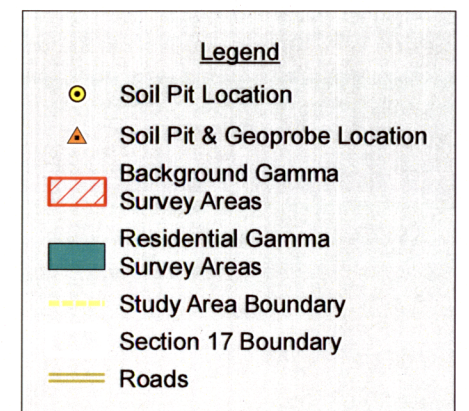 Legend
Soil Pit Location
Soil Pit & Geoprobe Location
Background Gamma
Survey Areas
Residential Gamma
Survey Areas
Study Area Boundary
Section 17 Boundary
Roads